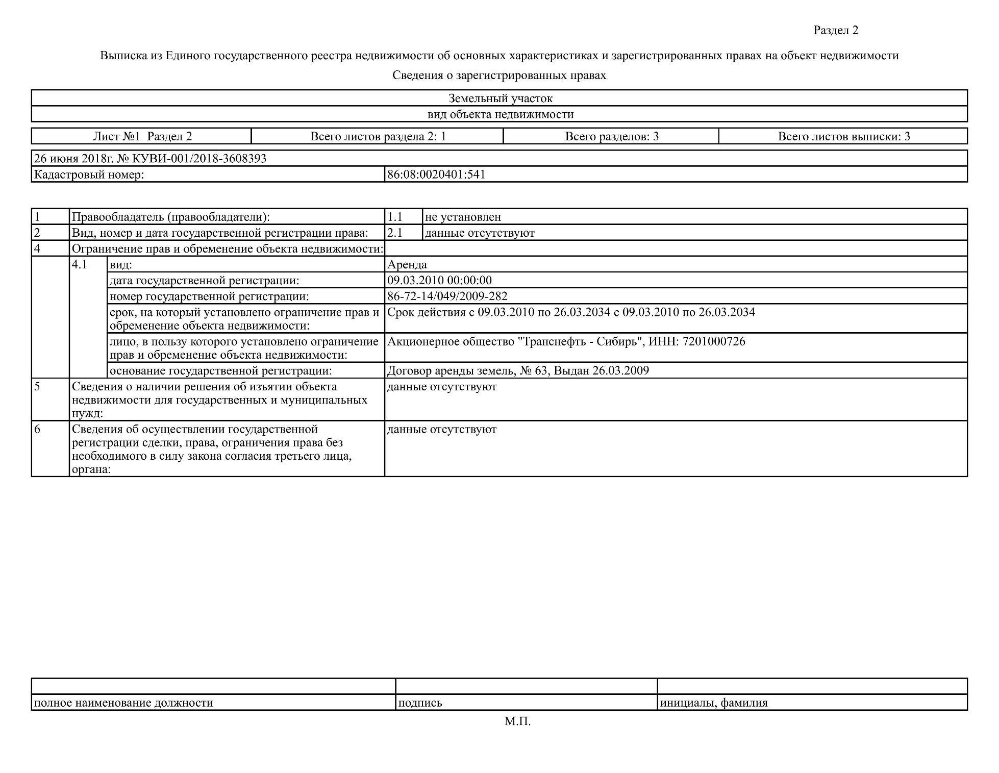 Раздел 2
Выписка из Единого государственного реестра недвижимости об основных характеристиках и зарегистрированных правах на объект недвижимости
Сведения о зарегистрированных правах
Земельный участок
вид объекта недвижимости
Лист №1 Раздел 2 Всего листов раздела 2: 1 Всего разделов: 3 Всего листов выписки: 3
26 июня 2018г. № КУВИ-001/2018-3608393
Кадастровый номер: 86:08:0020401:541
1 Правообладатель (правообладатели): 1.1 не установлен
2 Вид, номер и дата государственной регистрации права: 2.1 данные отсутствуют
4 Ограничение прав и обременение объекта недвижимости:
4.1 вид: Аренда
дата государственной регистрации: 09.03.2010 00:00:00
номер государственной регистрации: 86-72-14/049/2009-282
срок, на который установлено ограничение прав и Срок действия с 09.03.2010 по 26.03.2034 с 09.03.2010 по 26.03.2034
обременение объекта недвижимости:
лицо, в пользу которого установлено ограничение Акционерное общество "Транснефть - Сибирь", ИНН: 7201000726
прав и обременение объекта недвижимости:
основание государственной регистрации: Договор аренды земель, № 63, Выдан 26.03.2009
5 Сведения о наличии решения об изъятии объекта данные отсутствуют
недвижимости для государственных и муниципальных
нужд:
6 Сведения об осуществлении государственной данные отсутствуют
регистрации сделки, права, ограничения права без
необходимого в силу закона согласия третьего лица,
органа:
полное наименование должности подпись инициалы, фамилия
М.П.